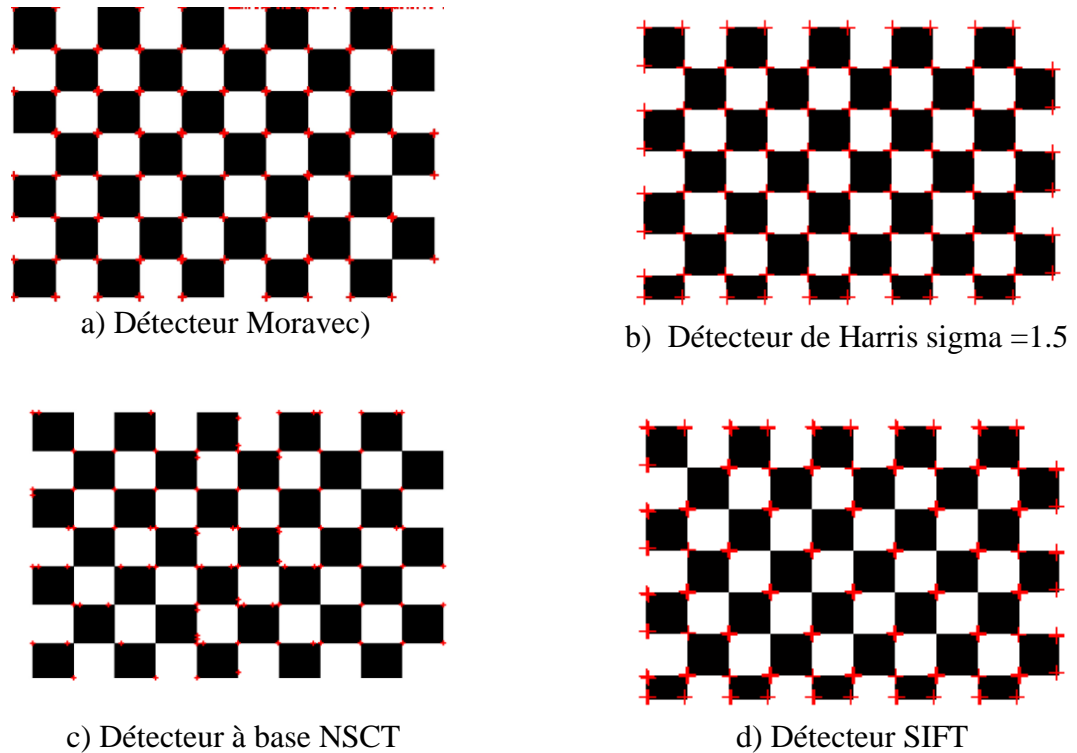 a) Détecteur Moravec)
b) Détecteur de Harris sigma =1.5
c) Détecteur à base NSCT
d) Détecteur SIFT